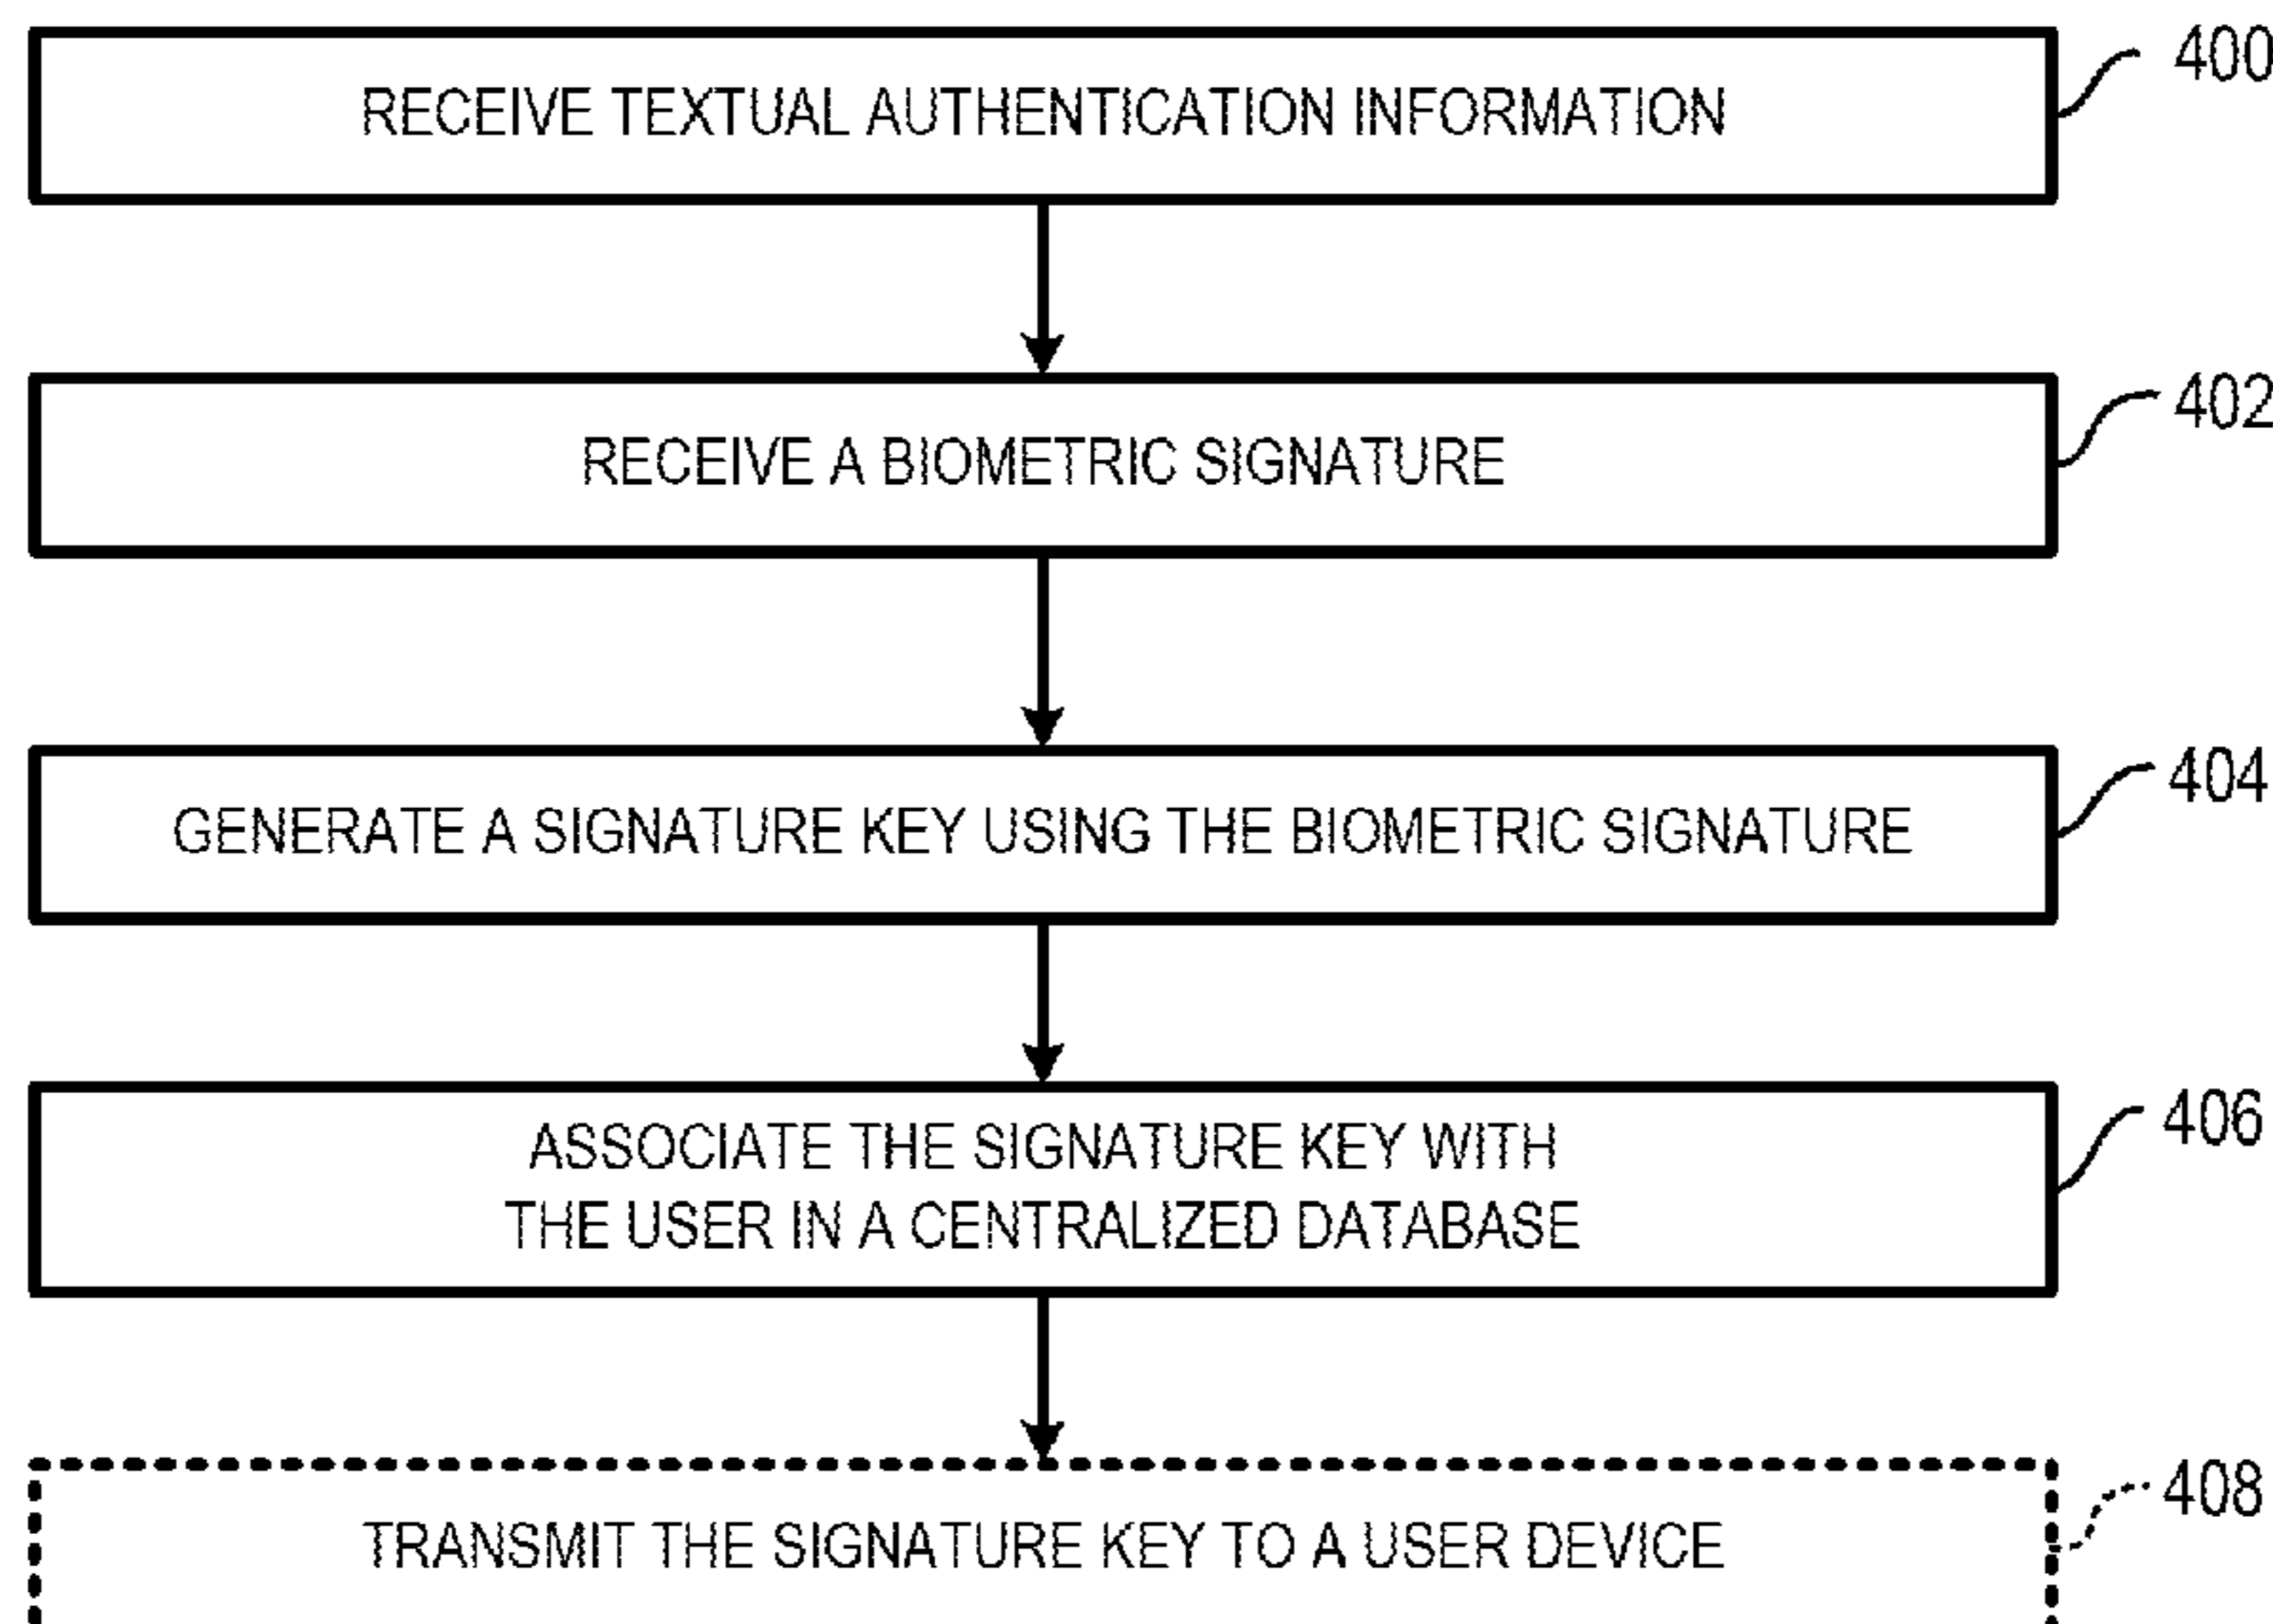 400
RECEIVE TEXTUAL AUTHENTICATION INFORMATION
402
RECEIVE A BIOMETRIC SIGNATURE
404
GENERATE A SIGNATURE KEY USING THE BIOMETRIC SIGNATURE
406
ASSOCIATE THE SIGNATURE KEY WITH
THE USER IN A CENTRALIZED DATABASE
408
TRANSMIT THE SIGNATURE KEY TO A USER DEVICE